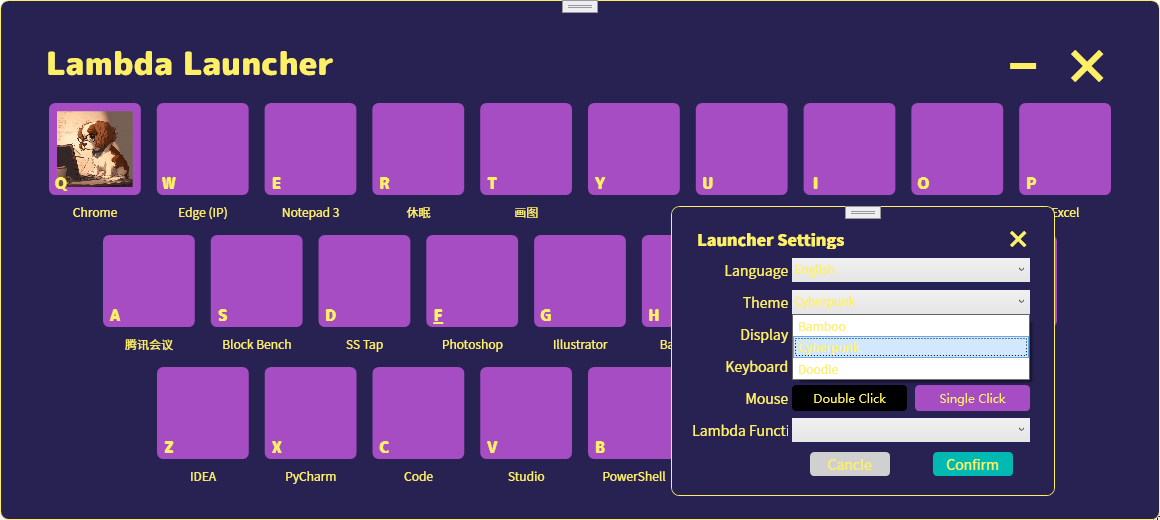 Lambda Launcher
Q
W
E
R
T
Y
U
I
O
P
Chrome
Edge (IP)
Notepad 3
休眠
画图
Excel
A
S
D
F
G
H
腾讯会议
Block Bench
SS Tap
Photoshop
Illustrator
Ba
Z
X
C
V
B
IDEA
PyCharm
Code
Studio
PowerShell
Launcher Settings
Language English
Theme Cyberpunk
Bamboo
Cyberpunk
Doodle
Display
Keyboard
Mouse Double Click Single Click
Lambda Functi
Cancle Confirm